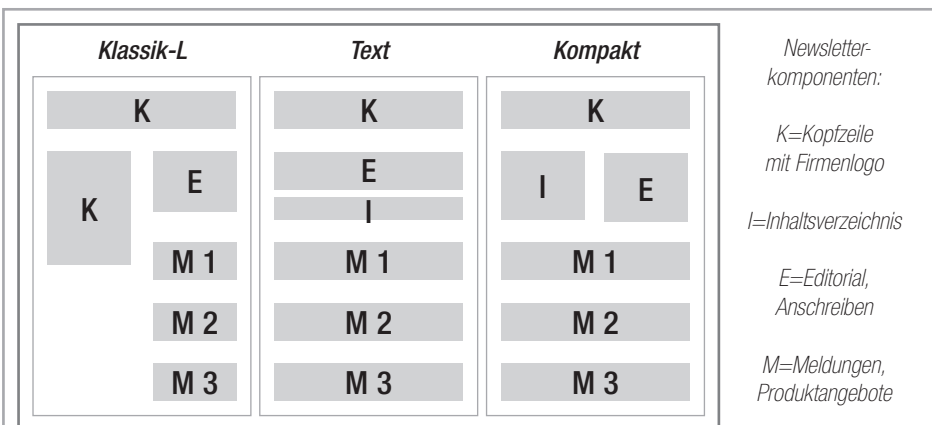 Klassik-L
K
K
E
M 1
M 2
M 3
Text
K
E
I
M 1
M 2
M 3
Kompakt
K
I
E
M 1
M 2
M 3
Newsletter-
komponenten:
K=Kopfzeile
mit Firmenlogo
I=Inhaltsverzeichnis
E=Editorial,
Anschreiben
M=Meldungen,
Produktangebote